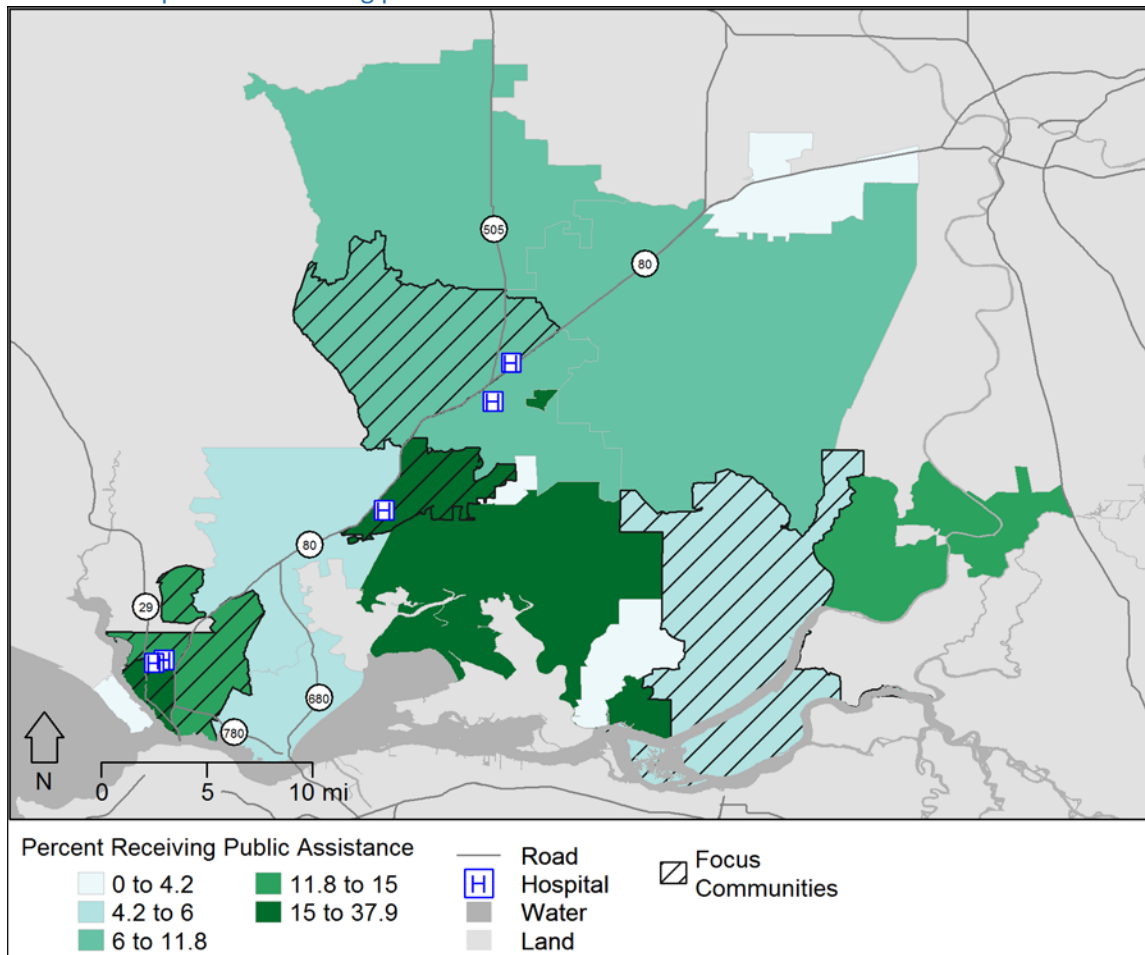 505
80
80
29
680
780
N
0 5 10 mi
Percent Receiving Public Assistance
0 to 4.2
4.2 to 6
6 to 11.8
11.8 to 15
15 to 37.9
Road
H Hospital
Water
Land
Focus
Communities
H
H
H
H
H